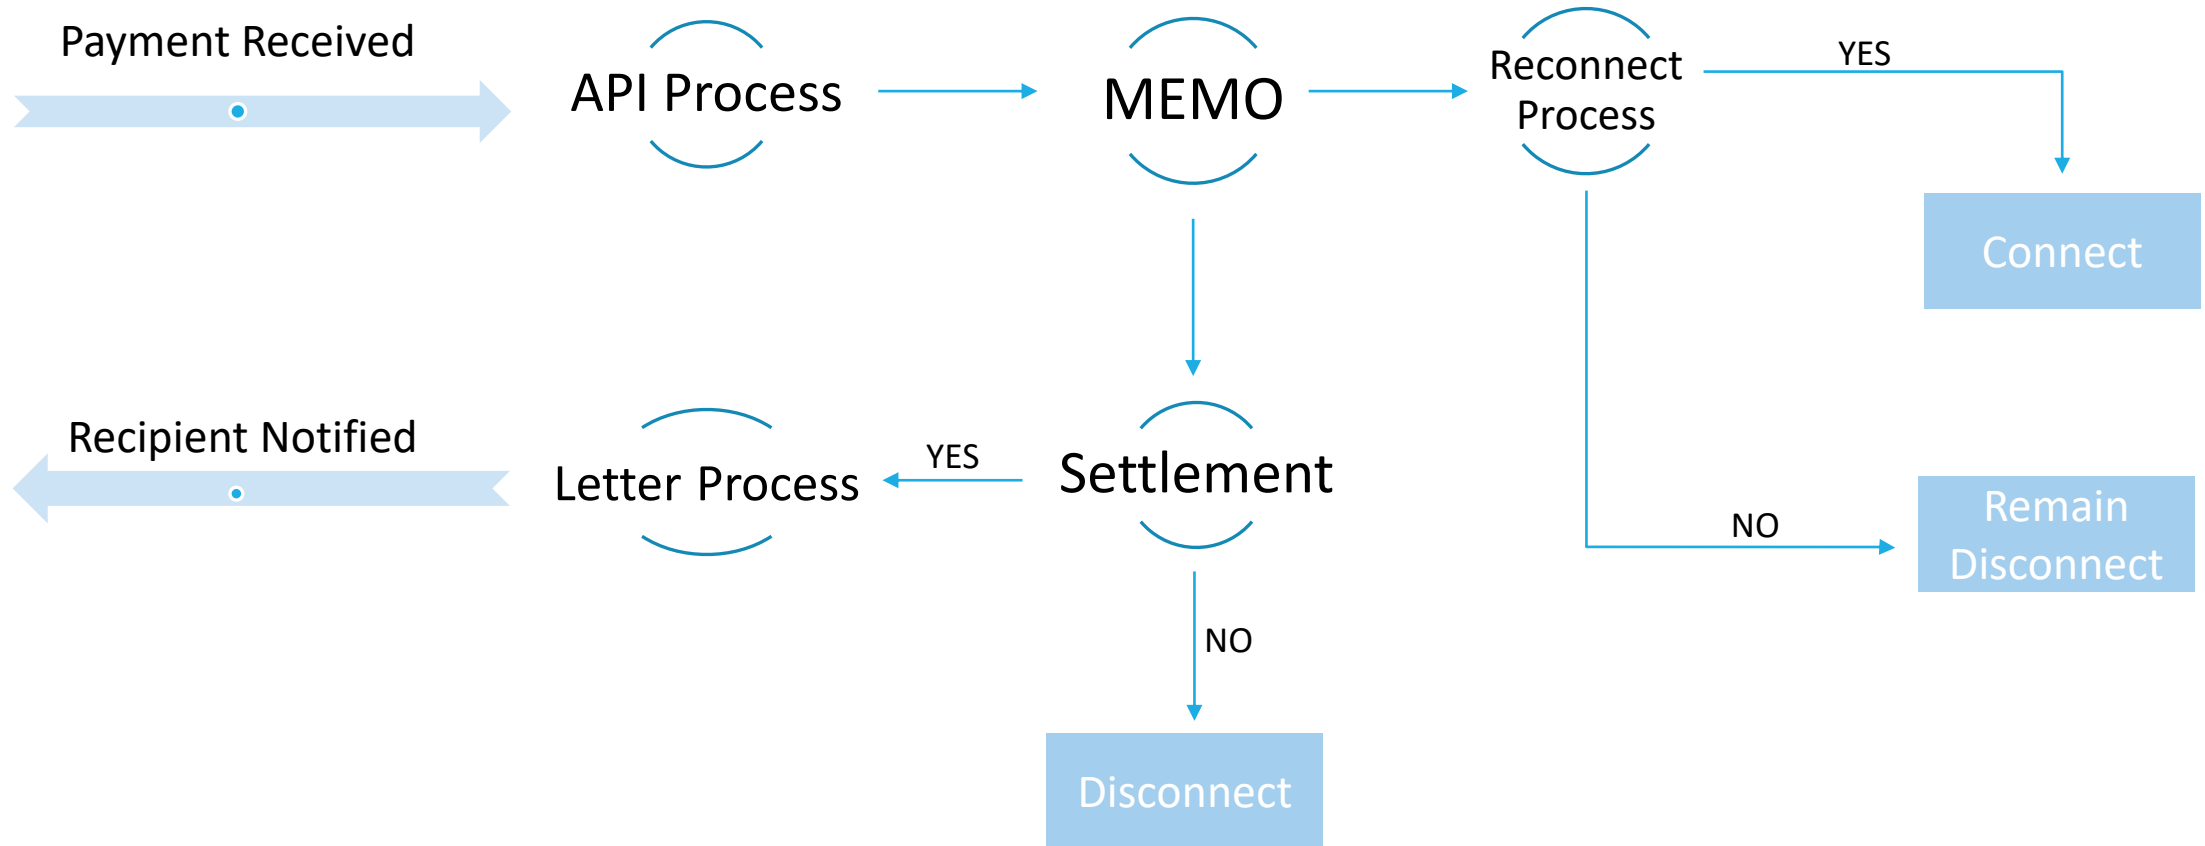 Payment Received
API Process
MEMO
Reconnect
Process
YES
Connect
Recipient Notified
Letter Process
YES
Settlement
NO
Remain
Disconnect
NO
Disconnect